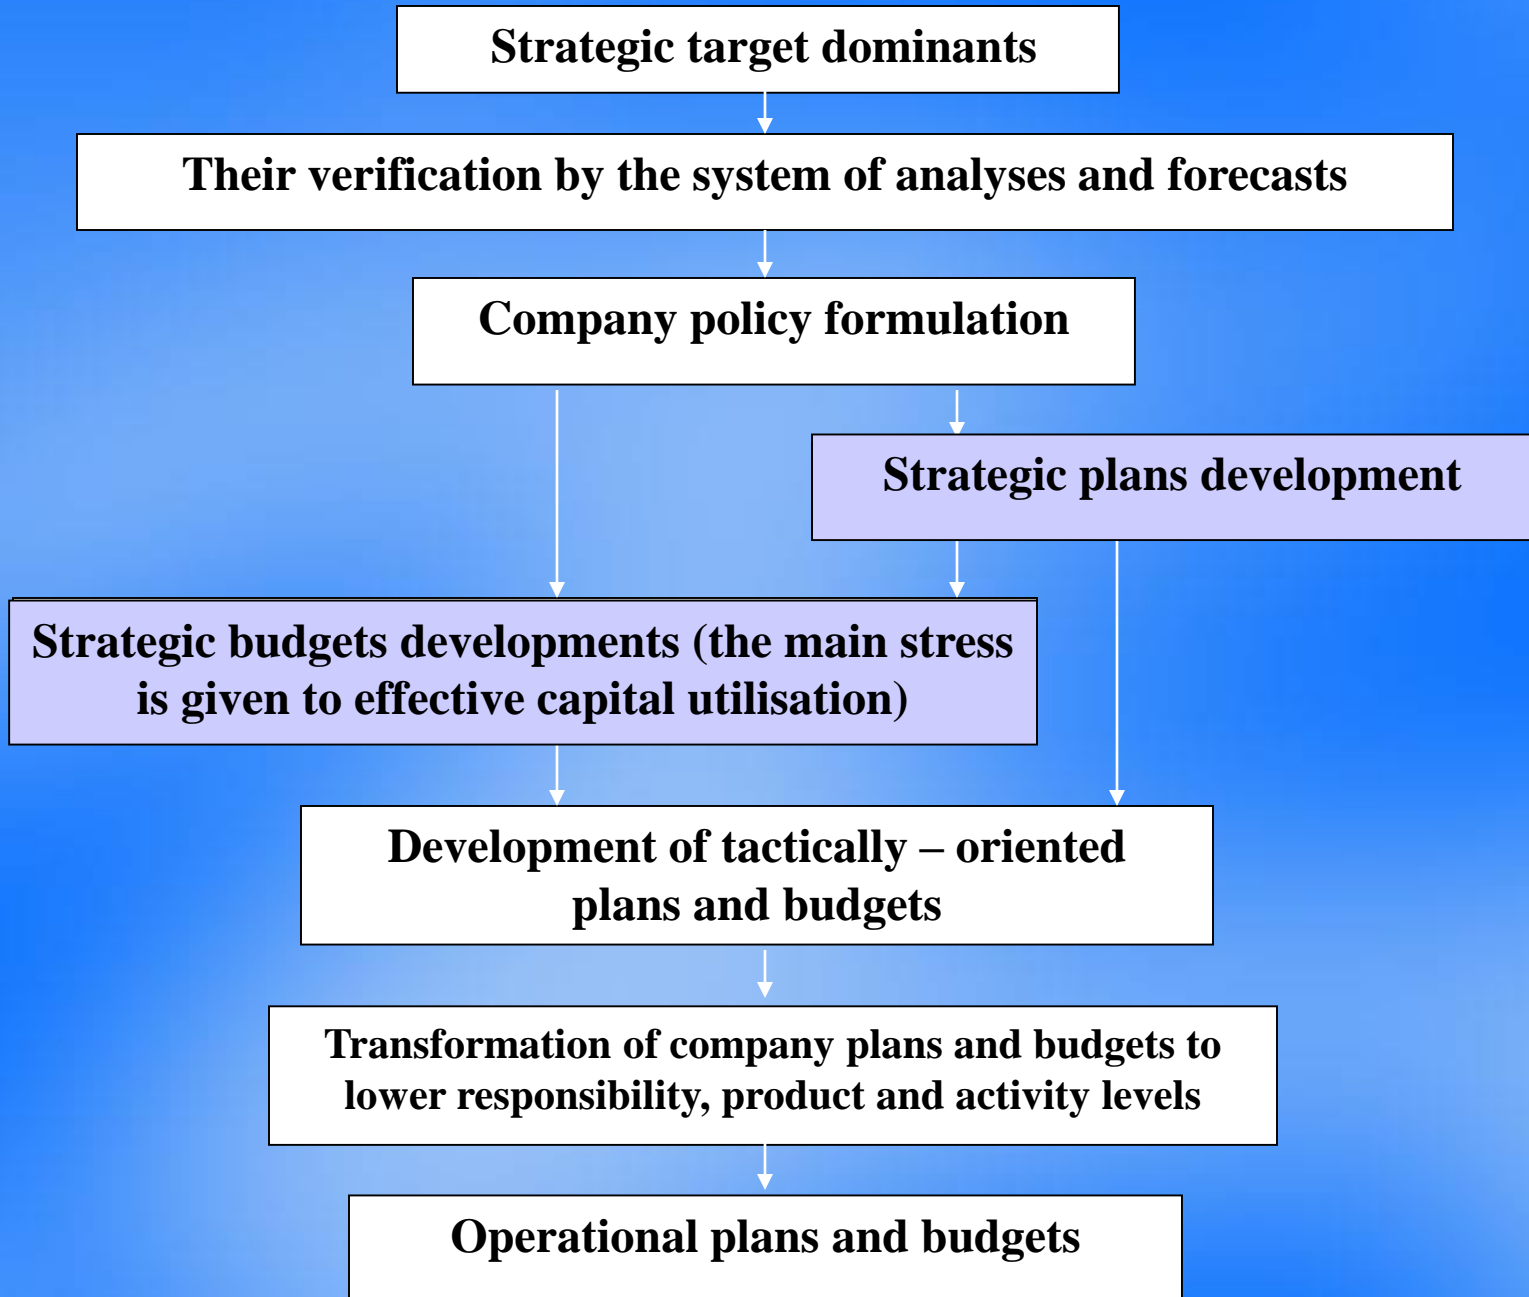 Strategic target dominants
Their verification by the system of analyses and forecasts
Company policy formulation
Strategic plans development
Strategic budgets developments (the main stress
is given to effective capital utilisation)
Development of tactically – oriented
plans and budgets
Transformation of company plans and budgets to
lower responsibility, product and activity levels
Operational plans and budgets